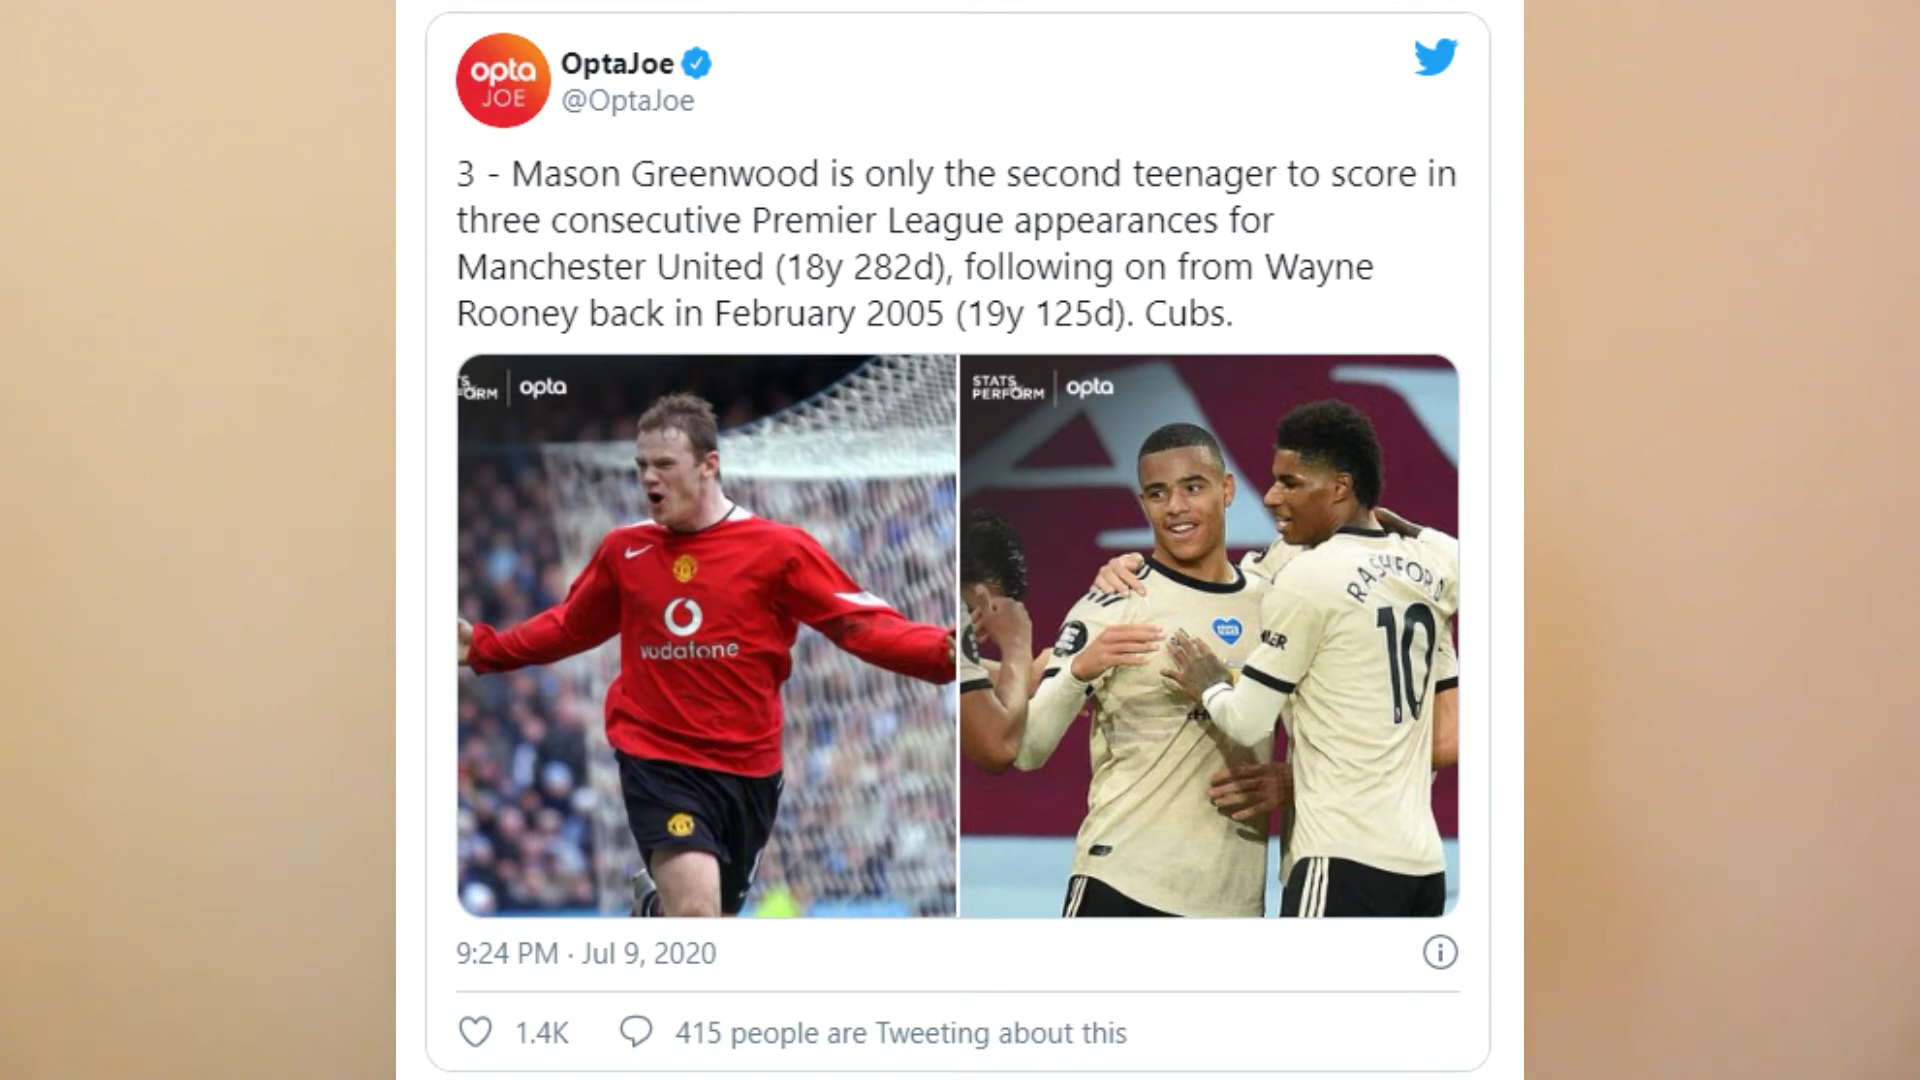 opta
JOE
OptaJoe
@OptaJoe
3 - Mason Greenwood is only the second teenager to score in
three consecutive Premier League appearances for
Manchester United (18y 282d), following on from Wayne
Rooney back in February 2005 (19y 125d). Cubs.
opta
STATS
PERFORM
opta
vodafone
RASHFORD
10
9:24 PM · Jul 9, 2020
1.4K
415 people are Tweeting about this